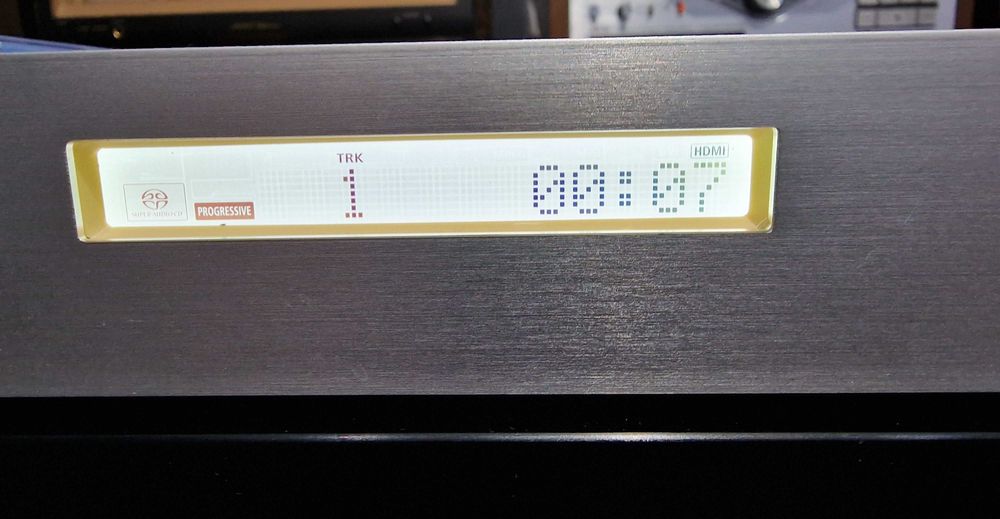 TRK
HDMI
1 00:07
SUPER AUDIO CD
PROGRESSIVE